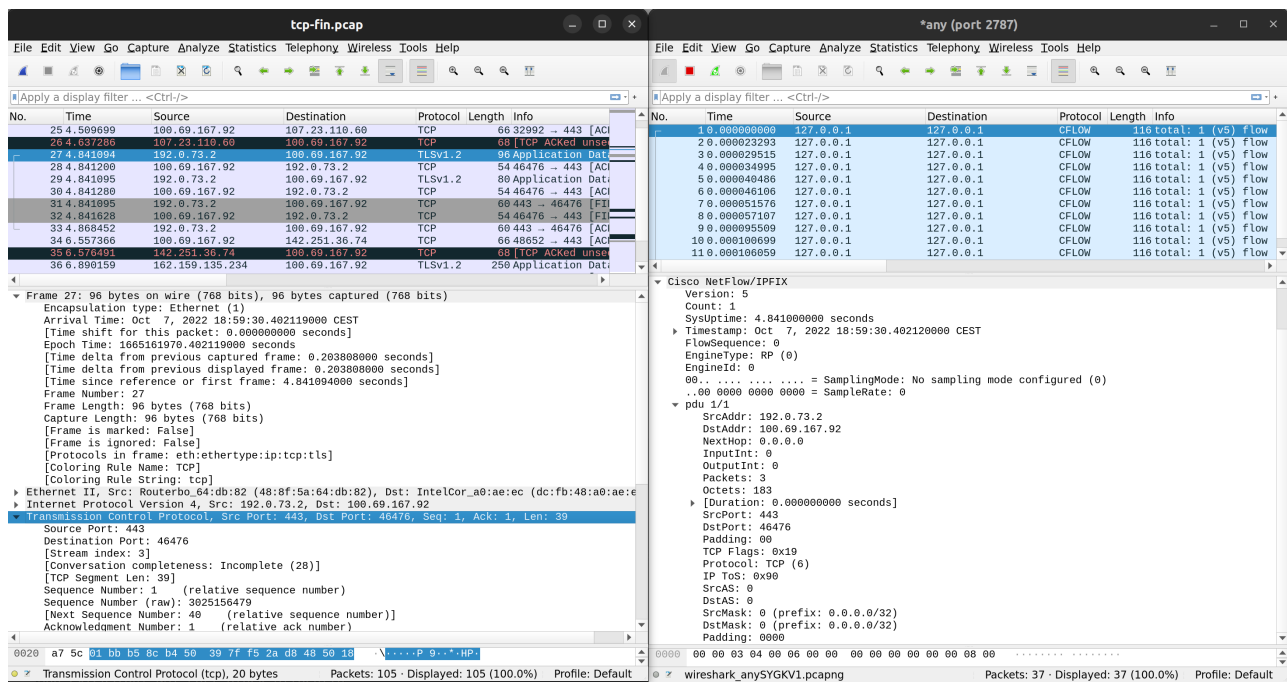 tcp-fin.pcap
File Edit View Go Capture Analyze Statistics Telephony Wireless Tools Help
Apply a display filter ... <Ctrl-/>
No. Time Source Destination Protocol Length Info
25 4.509699 100.69.167.92 107.23.110.60 TCP 66 32992 → 443 [ACK
26 4.637286 107.23.110.60 100.69.167.92 TCP 68 [TCP ACKed unse
27 4.841094 192.0.73.2 100.69.167.92 TLSv1.2 96 Application Data
28 4.841200 100.69.167.92 192.0.73.2 TCP 54 46476 → 443 [ACK
29 4.841095 192.0.73.2 100.69.167.92 TLSv1.2 80 Application Data
30 4.841280 100.69.167.92 192.0.73.2 TCP 54 46476 → 443 [ACK
31 4.841095 192.0.73.2 100.69.167.92 TCP 60 443 → 46476 [FI
32 4.841628 100.69.167.92 192.0.73.2 TCP 54 46476 → 443 [FI
33 4.868452 192.0.73.2 100.69.167.92 TCP 60 443 → 46476 [ACK
34 6.557366 100.69.167.92 142.251.36.74 TCP 66 48652 → 443 [ACK
35 6.576491 142.251.36.74 100.69.167.92 TCP 68 [TCP ACKed unse
36 6.890159 162.159.135.234 100.69.167.92 TLSv1.2 250 Application Data
Frame 27: 96 bytes on wire (768 bits), 96 bytes captured (768 bits)
Encapsulation type: Ethernet (1)
Arrival Time: Oct 7, 2022 18:59:30.402119000 CEST
[Time shift for this packet: 0.000000000 seconds]
Epoch Time: 1665161970.402119000 seconds
[Time delta from previous captured frame: 0.203808000 seconds]
[Time delta from previous displayed frame: 0.203808000 seconds]
[Time since reference or first frame: 4.841094000 seconds]
Frame Number: 27
Frame Length: 96 bytes (768 bits)
Capture Length: 96 bytes (768 bits)
[Frame is marked: False]
[Frame is ignored: False]
[Protocols in frame: eth:ethertype:ip:tcp:tls]
[Coloring Rule Name: TCP]
[Coloring Rule String: tcp]
Ethernet II, Src: Routerbo_64:db:82 (48:8f:5a:64:db:82), Dst: IntelCor_a0:ae:ec (dc:fb:48:a0:ae:e
Internet Protocol Version 4, Src: 192.0.73.2, Dst: 100.69.167.92
Transmission Control Protocol, Src Port: 443, Dst Port: 46476, Seq: 1, Ack: 1, Len: 39
Source Port: 443
Destination Port: 46476
[Stream index: 3]
[Conversation completeness: Incomplete (28)]
[TCP Segment Len: 39]
Sequence Number: 1 (relative sequence number)
Sequence Number (raw): 3025156479
[Next Sequence Number: 40 (relative sequence number)]
Acknowledgment Number: 1 (relative ack number)
0020 a7 5c 01 bb b5 8c b4 50 39 7f f5 2a d8 48 50 18 ·\·····P 9··*·HP·
Transmission Control Protocol (tcp), 20 bytes Packets: 105 · Displayed: 105 (100.0%) Profile: Default
*any (port 2787)
File Edit View Go Capture Analyze Statistics Telephony Wireless Tools Help
Apply a display filter ... <Ctrl-/>
No. Time Source Destination Protocol Length Info
1 0.000000000 127.0.0.1 127.0.0.1 CFLOW 116 total: 1 (v5) flow
2 0.000023293 127.0.0.1 127.0.0.1 CFLOW 116 total: 1 (v5) flow
3 0.000029515 127.0.0.1 127.0.0.1 CFLOW 116 total: 1 (v5) flow
4 0.000034995 127.0.0.1 127.0.0.1 CFLOW 116 total: 1 (v5) flow
5 0.000040486 127.0.0.1 127.0.0.1 CFLOW 116 total: 1 (v5) flow
6 0.000046106 127.0.0.1 127.0.0.1 CFLOW 116 total: 1 (v5) flow
7 0.000051576 127.0.0.1 127.0.0.1 CFLOW 116 total: 1 (v5) flow
8 0.000057107 127.0.0.1 127.0.0.1 CFLOW 116 total: 1 (v5) flow
9 0.000095509 127.0.0.1 127.0.0.1 CFLOW 116 total: 1 (v5) flow
10 0.000100699 127.0.0.1 127.0.0.1 CFLOW 116 total: 1 (v5) flow
11 0.000106059 127.0.0.1 127.0.0.1 CFLOW 116 total: 1 (v5) flow
Cisco NetFlow/IPFIX
Version: 5
Count: 1
SysUptime: 4.841000000 seconds
Timestamp: Oct 7, 2022 18:59:30.402120000 CEST
FlowSequence: 0
EngineType: RP (0)
EngineId: 0
00.. .... .... .... = SamplingMode: No sampling mode configured (0)
..00 0000 0000 0000 = SampleRate: 0
pdu 1/1
SrcAddr: 192.0.73.2
DstAddr: 100.69.167.92
NextHop: 0.0.0.0
InputInt: 0
OutputInt: 0
Packets: 3
Octets: 183
[Duration: 0.000000000 seconds]
SrcPort: 443
DstPort: 46476
Padding: 00
TCP Flags: 0x19
Protocol: TCP (6)
IP ToS: 0x90
SrcAS: 0
DstAS: 0
SrcMask: 0 (prefix: 0.0.0.0/32)
DstMask: 0 (prefix: 0.0.0.0/32)
Padding: 0000
0000 00 00 03 04 00 06 00 00 00 00 00 00 00 00 08 00 ········ ········
wireshark_anySYGKV1.pcapng Packets: 37 · Displayed: 37 (100.0%) Profile: Default